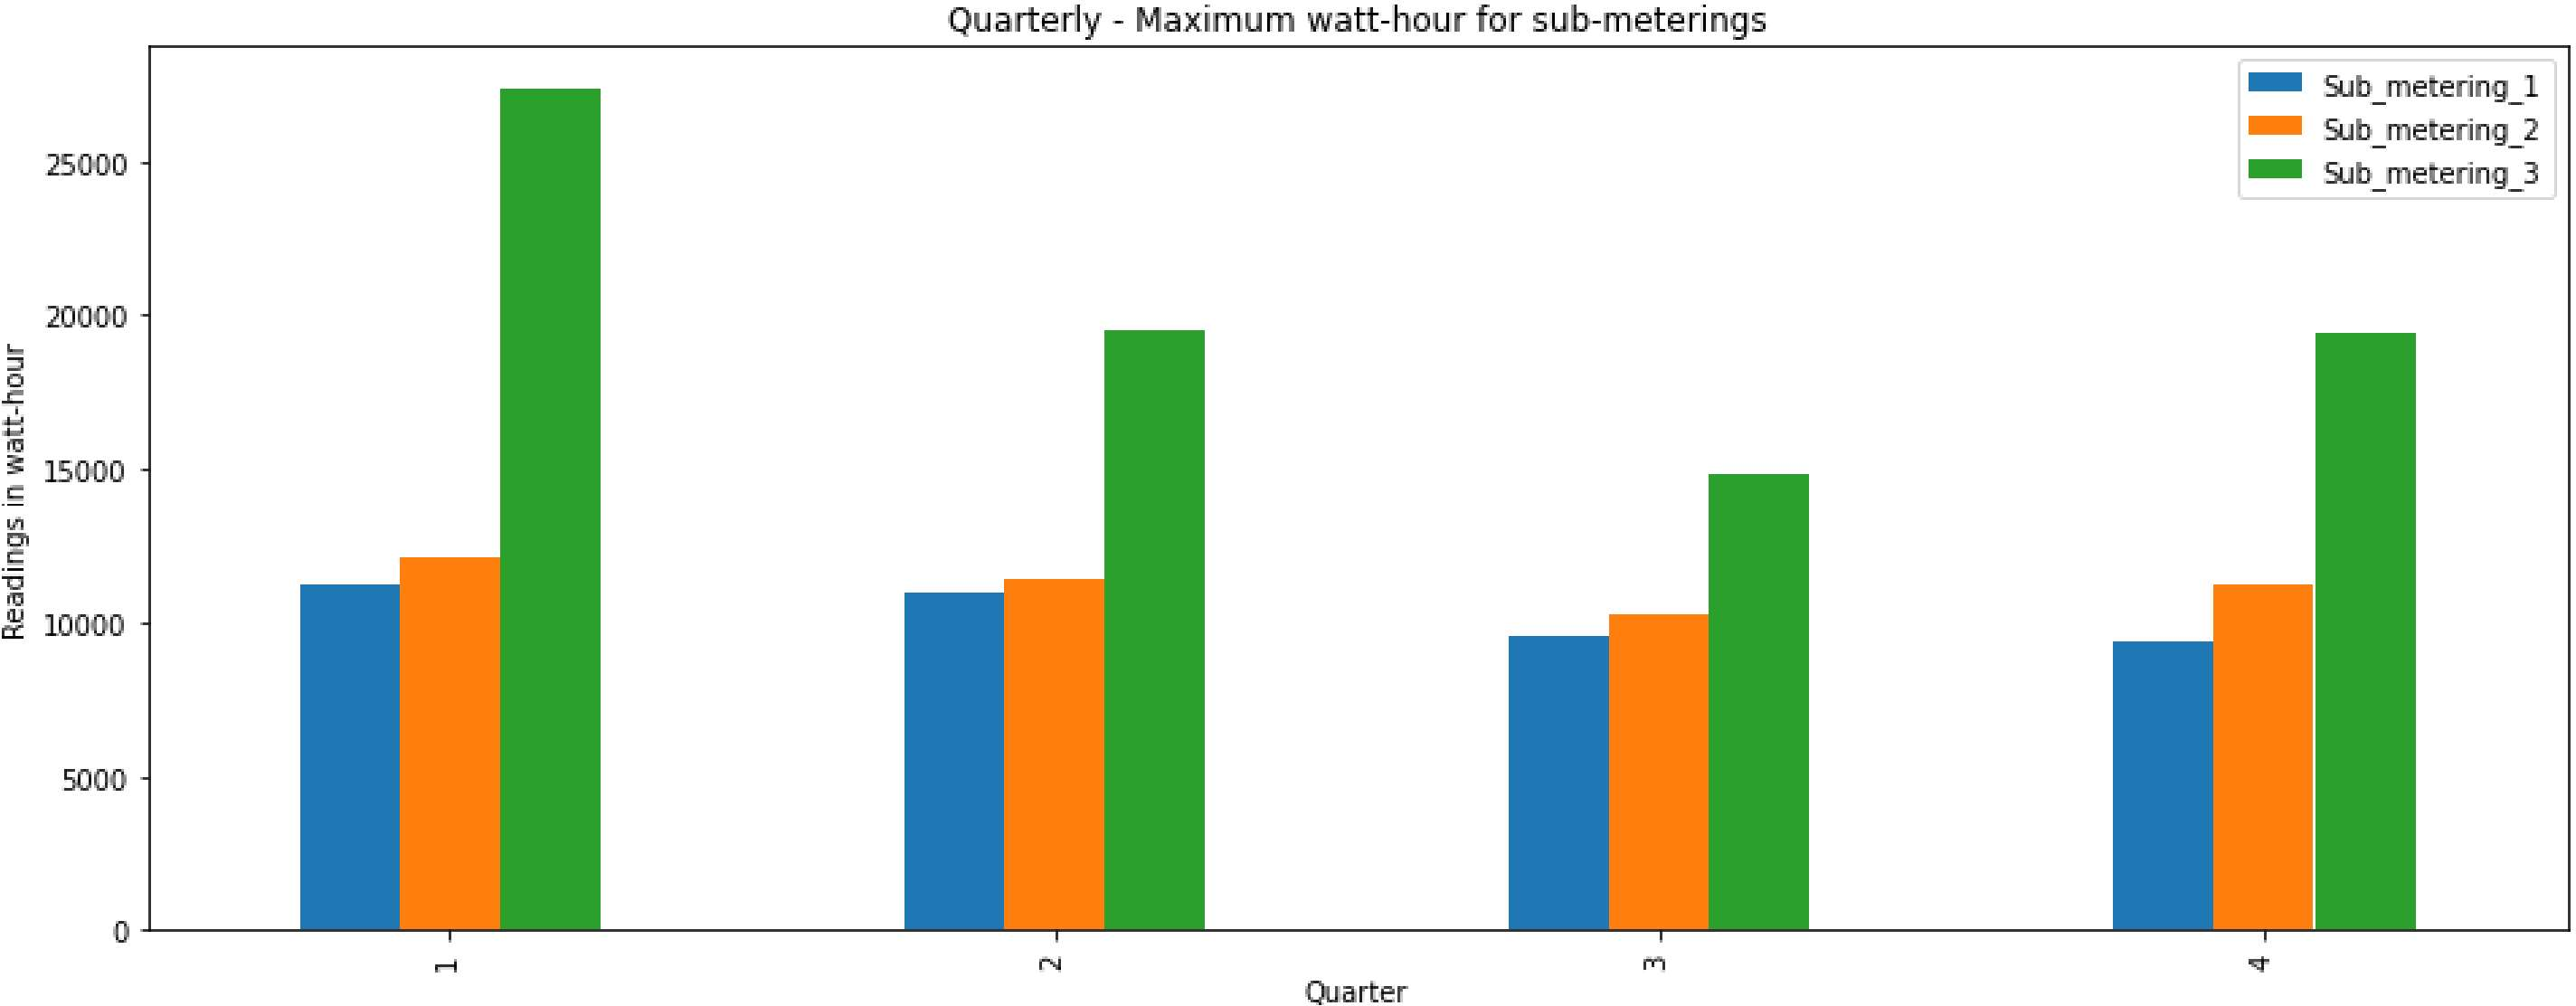 Quarterly - Maximum watt-hour for sub-meterings
Sub_metering_1
Sub_metering_2
Sub_metering_3
25000
20000
15000
10000
5000
0
Readings in watt-hour
1
2
3
4
Quarter